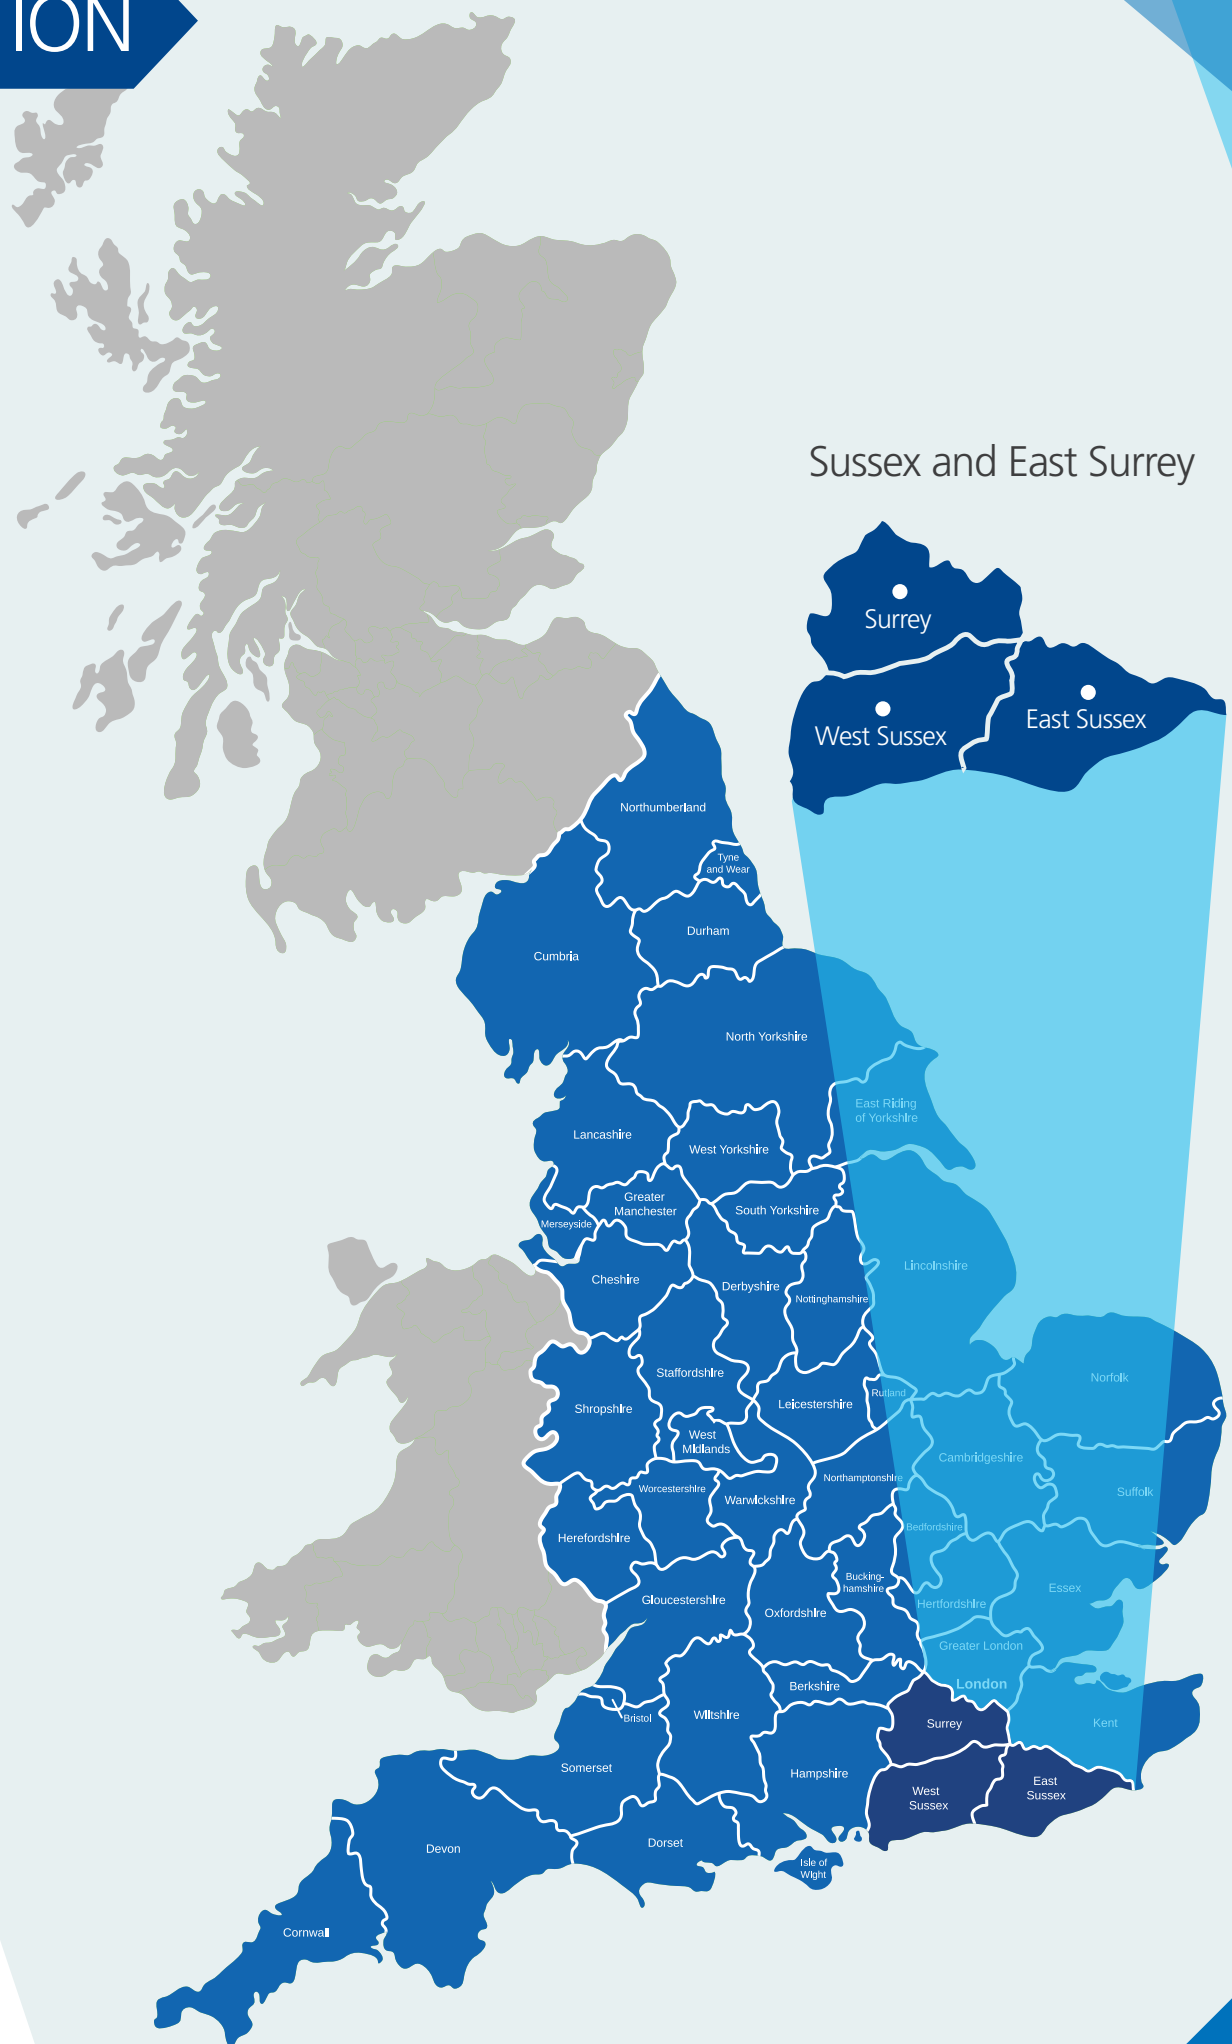 ION
Sussex and East Surrey
Surrey
West Sussex
East Sussex
Northumberland
Tyne
and Wear
Durham
Cumbria
North Yorkshire
East Riding
of Yorkshire
Lancashire
West Yorkshire
Greater
Manchester
South Yorkshire
Merseyside
Lincolnshire
Cheshire
Derbyshire
Nottinghamshire
Staffordshire
Norfolk
Rutland
Leicestershire
Shropshire
West
Midlands
Cambridgeshire
Northamptonshire
Worcestershire
Suffolk
Warwickshire
Bedfordshire
Herefordshire
Bucking-
hamshire
Essex
Gloucestershire
Hertfordshire
Oxfordshire
Greater London
London
Berkshire
Bristol
Wiltshire
Surrey
Kent
Somerset
Hampshire
East
Sussex
West
Sussex
Dorset
Devon
Isle of
Wight
Cornwall